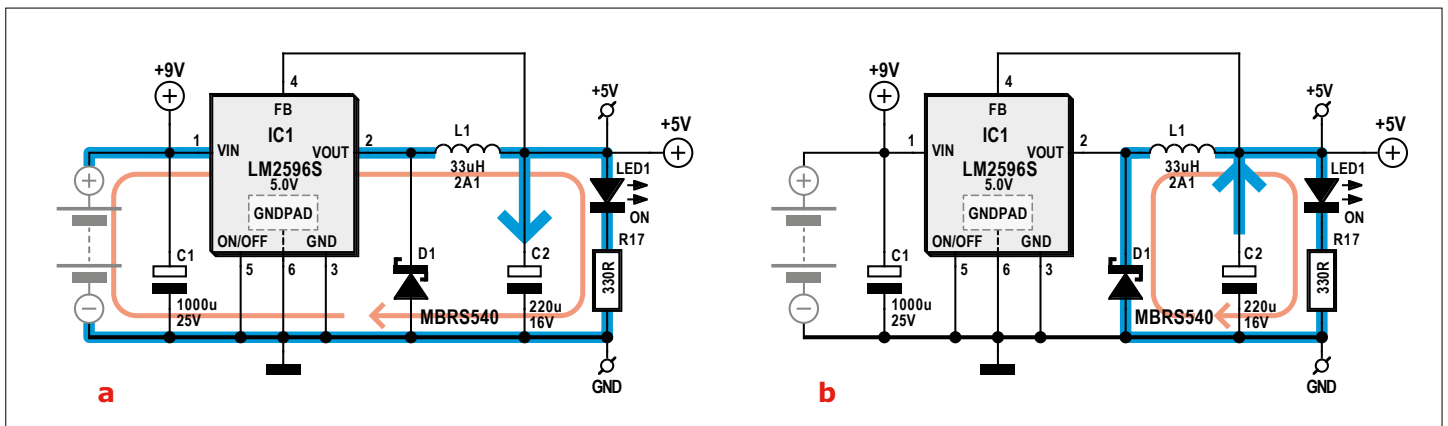 +9V
4
FB
IC1
1
VIN
VOUT
2
LM2596S
5.0V
GNDPAD
ON/OFF
GND
5
6
3
C1
1000u
25V
L1
33uH
2A1
D1
MBRS540
C2
220u
16V
+5V
+5V
LED1
ON
R17
330R
GND
a
+9V
4
FB
IC1
1
VIN
VOUT
2
LM2596S
5.0V
GNDPAD
ON/OFF
GND
5
6
3
C1
1000u
25V
L1
33uH
2A1
D1
MBRS540
C2
220u
16V
+5V
+5V
LED1
ON
R17
330R
GND
b